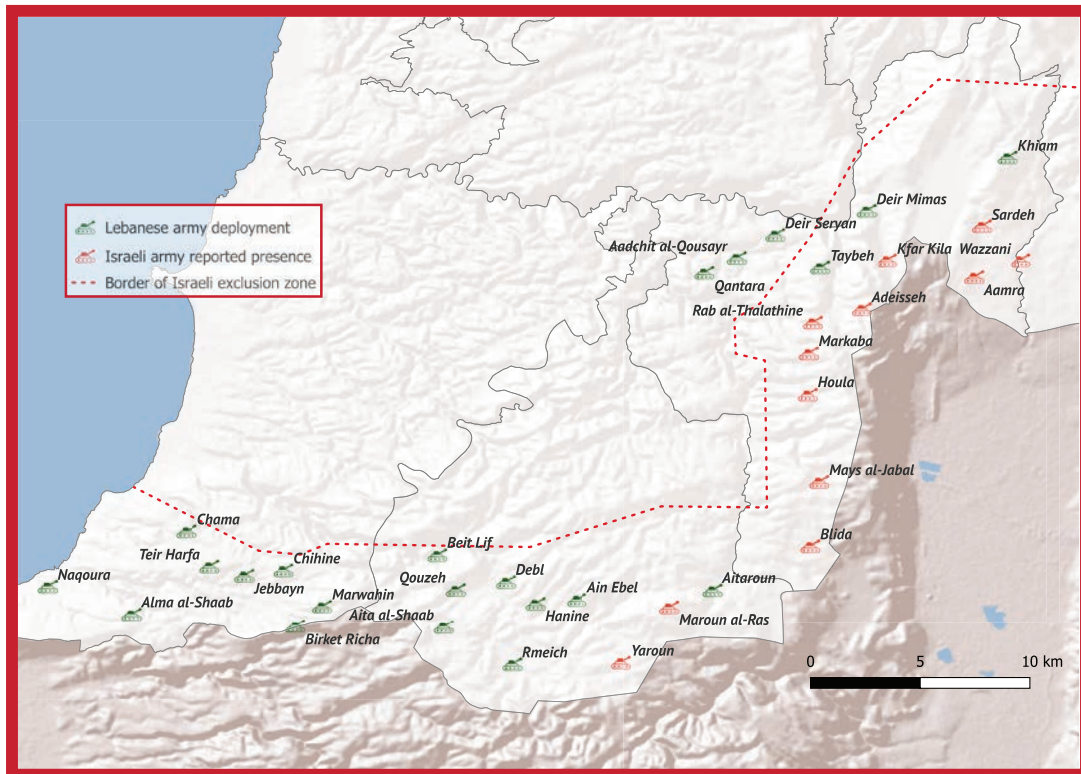 Khiam
Lebanese army deployment
Israeli army reported presence
Border of Israeli exclusion zone
Deir Mimas
Sardeh
Deir Seryan
Aadchit al-Qousayr
Taybeh
Kfar Kila
Wazzani
Qantara
Aamra
Rab al-Thalathine
Adeisseh
Markaba
Houla
Mays al-Jabal
Chama
Blida
Teir Harfa
Chihine
Beit Lif
Naqoura
Jebbayn
Qouzeh
Debl
Ain Ebel
Aitaroun
Alma al-Shaab
Marwahin
Aita al-Shaab
Hanine
Maroun al-Ras
Birket Richa
Rmeich
Yaroun
0 5 10 km